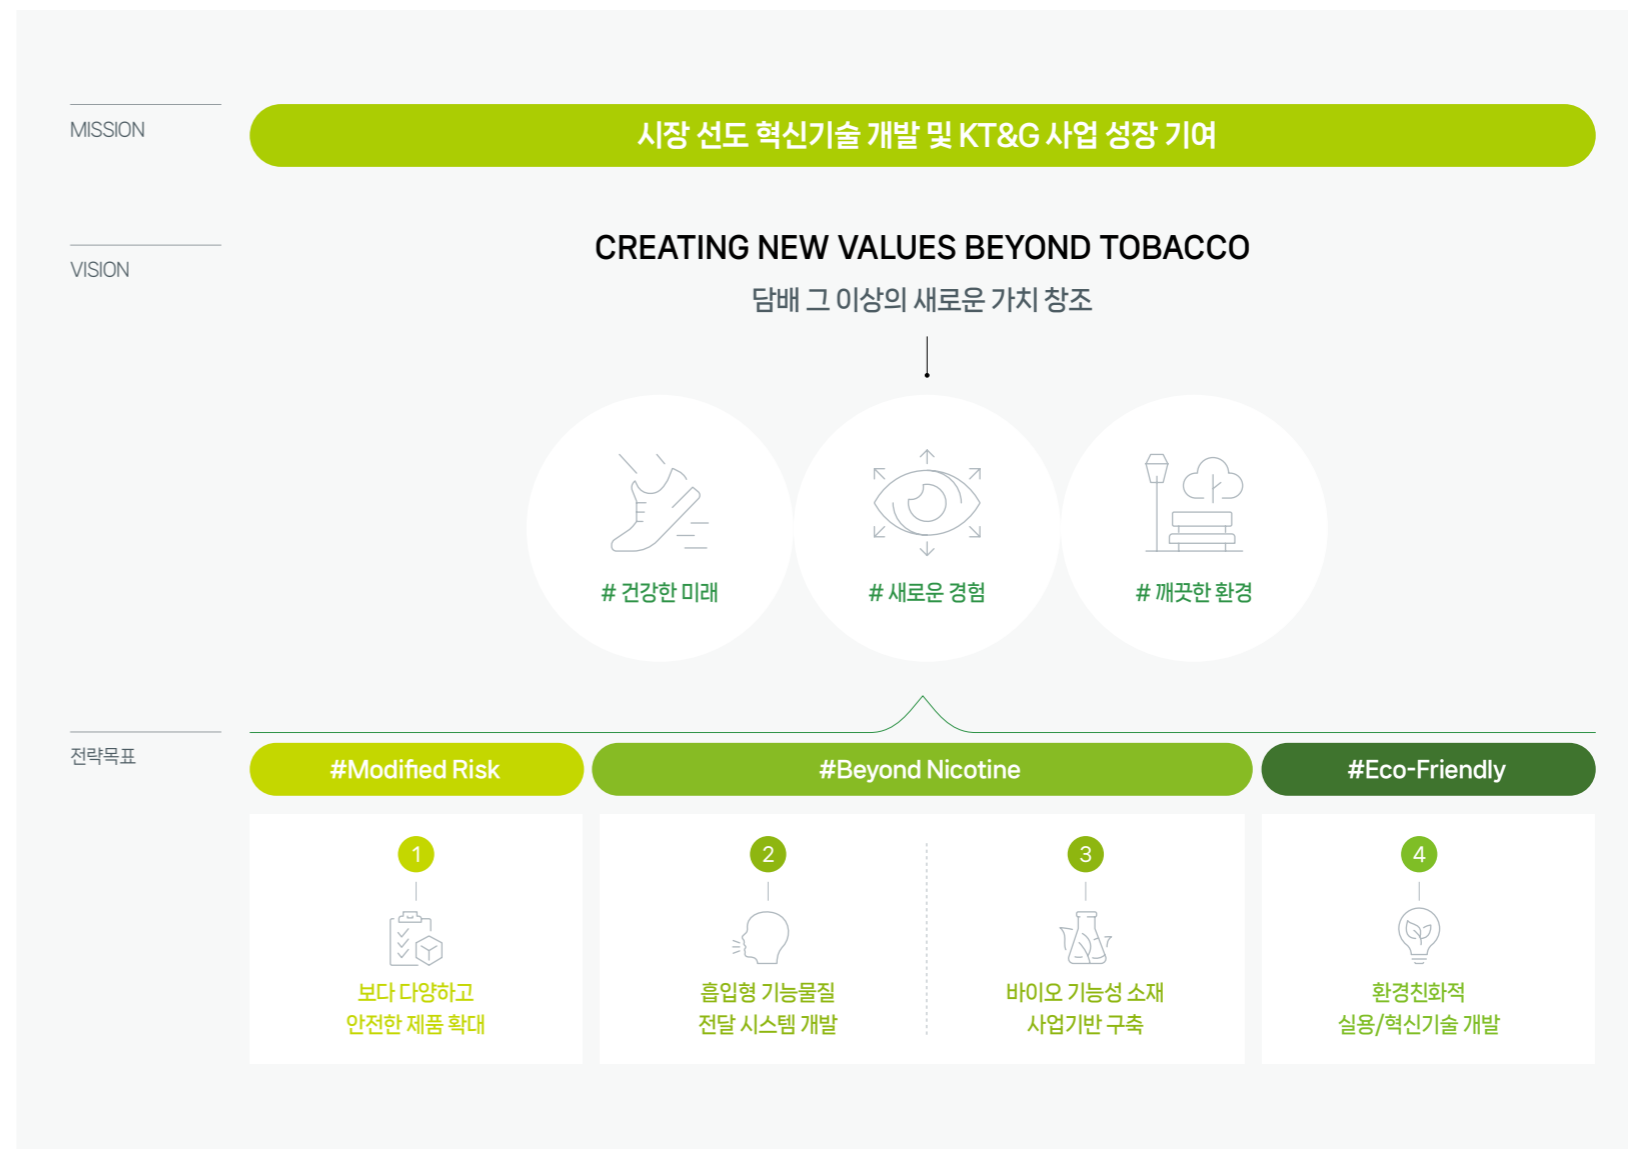 MISSION
시장 선도 혁신기술 개발 및 KT&G 사업 성장 기여
VISION
CREATING NEW VALUES BEYOND TOBACCO
담배 그 이상의 새로운 가치 창조
# 건강한 미래
# 새로운 경험
# 깨끗한 환경
전략목표
#Modified Risk
#Beyond Nicotine
#Eco-Friendly
1
보다 다양하고
안전한 제품 확대
2
흡입형 기능물질
전달 시스템 개발
3
바이오 기능성 소재
사업기반 구축
4
환경친화적
실용/혁신기술 개발